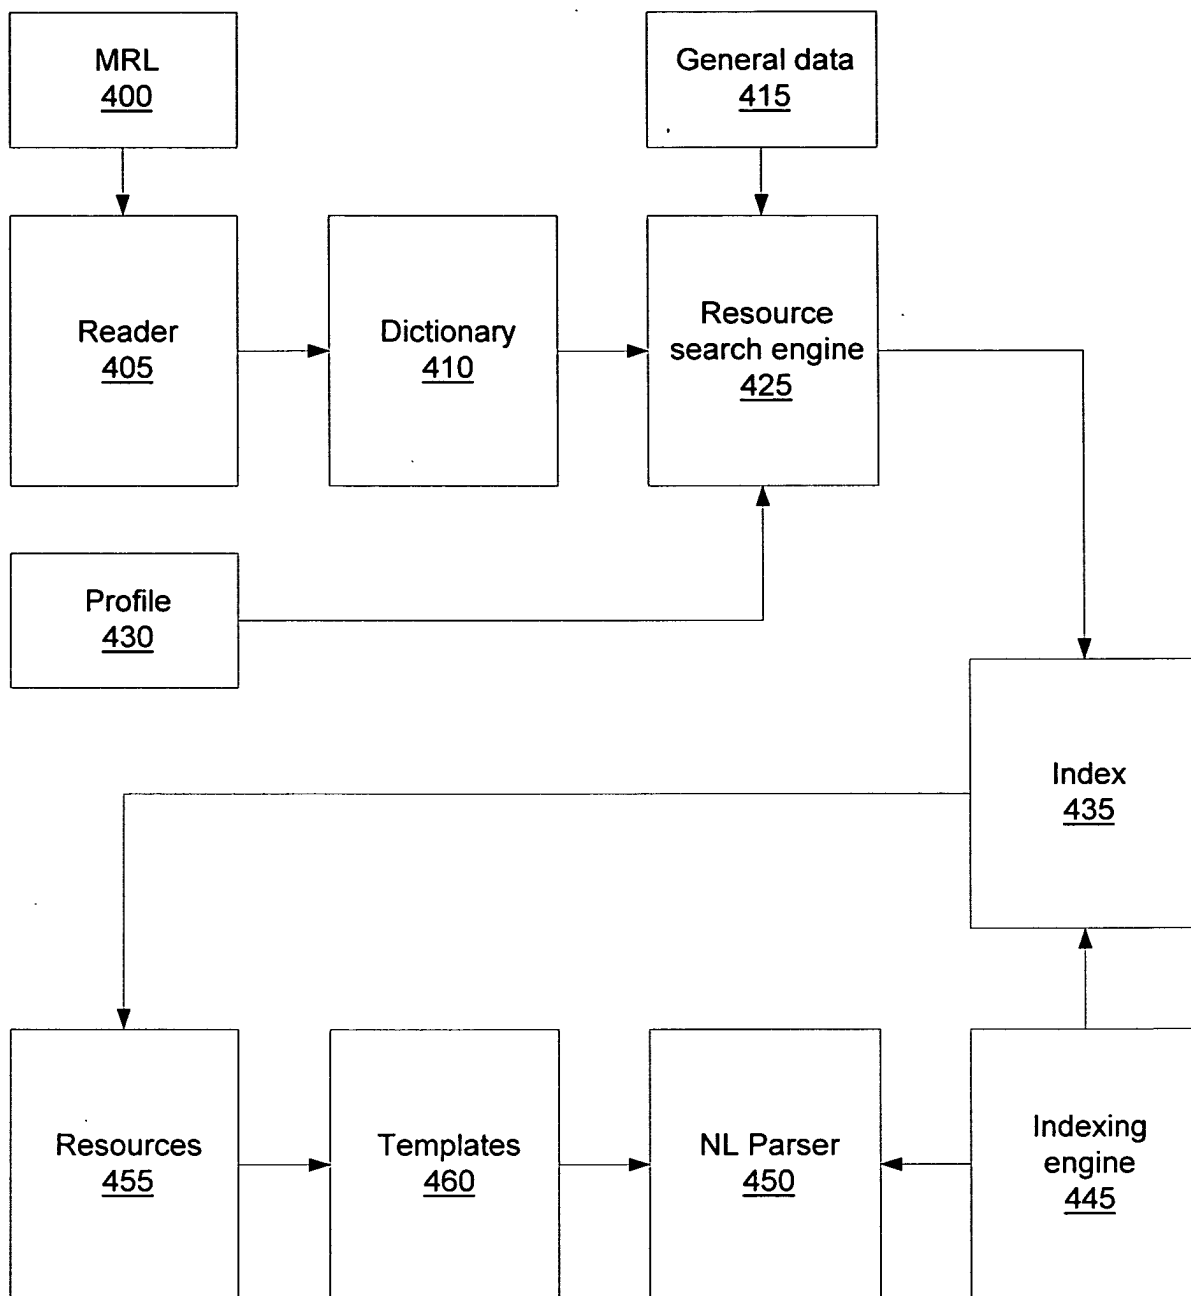 MRL
400
General data
415
Reader
405
Dictionary
410
Resource
search engine
425
Profile
430
Index
435
Resources
455
Templates
460
NL Parser
450
Indexing
engine
445